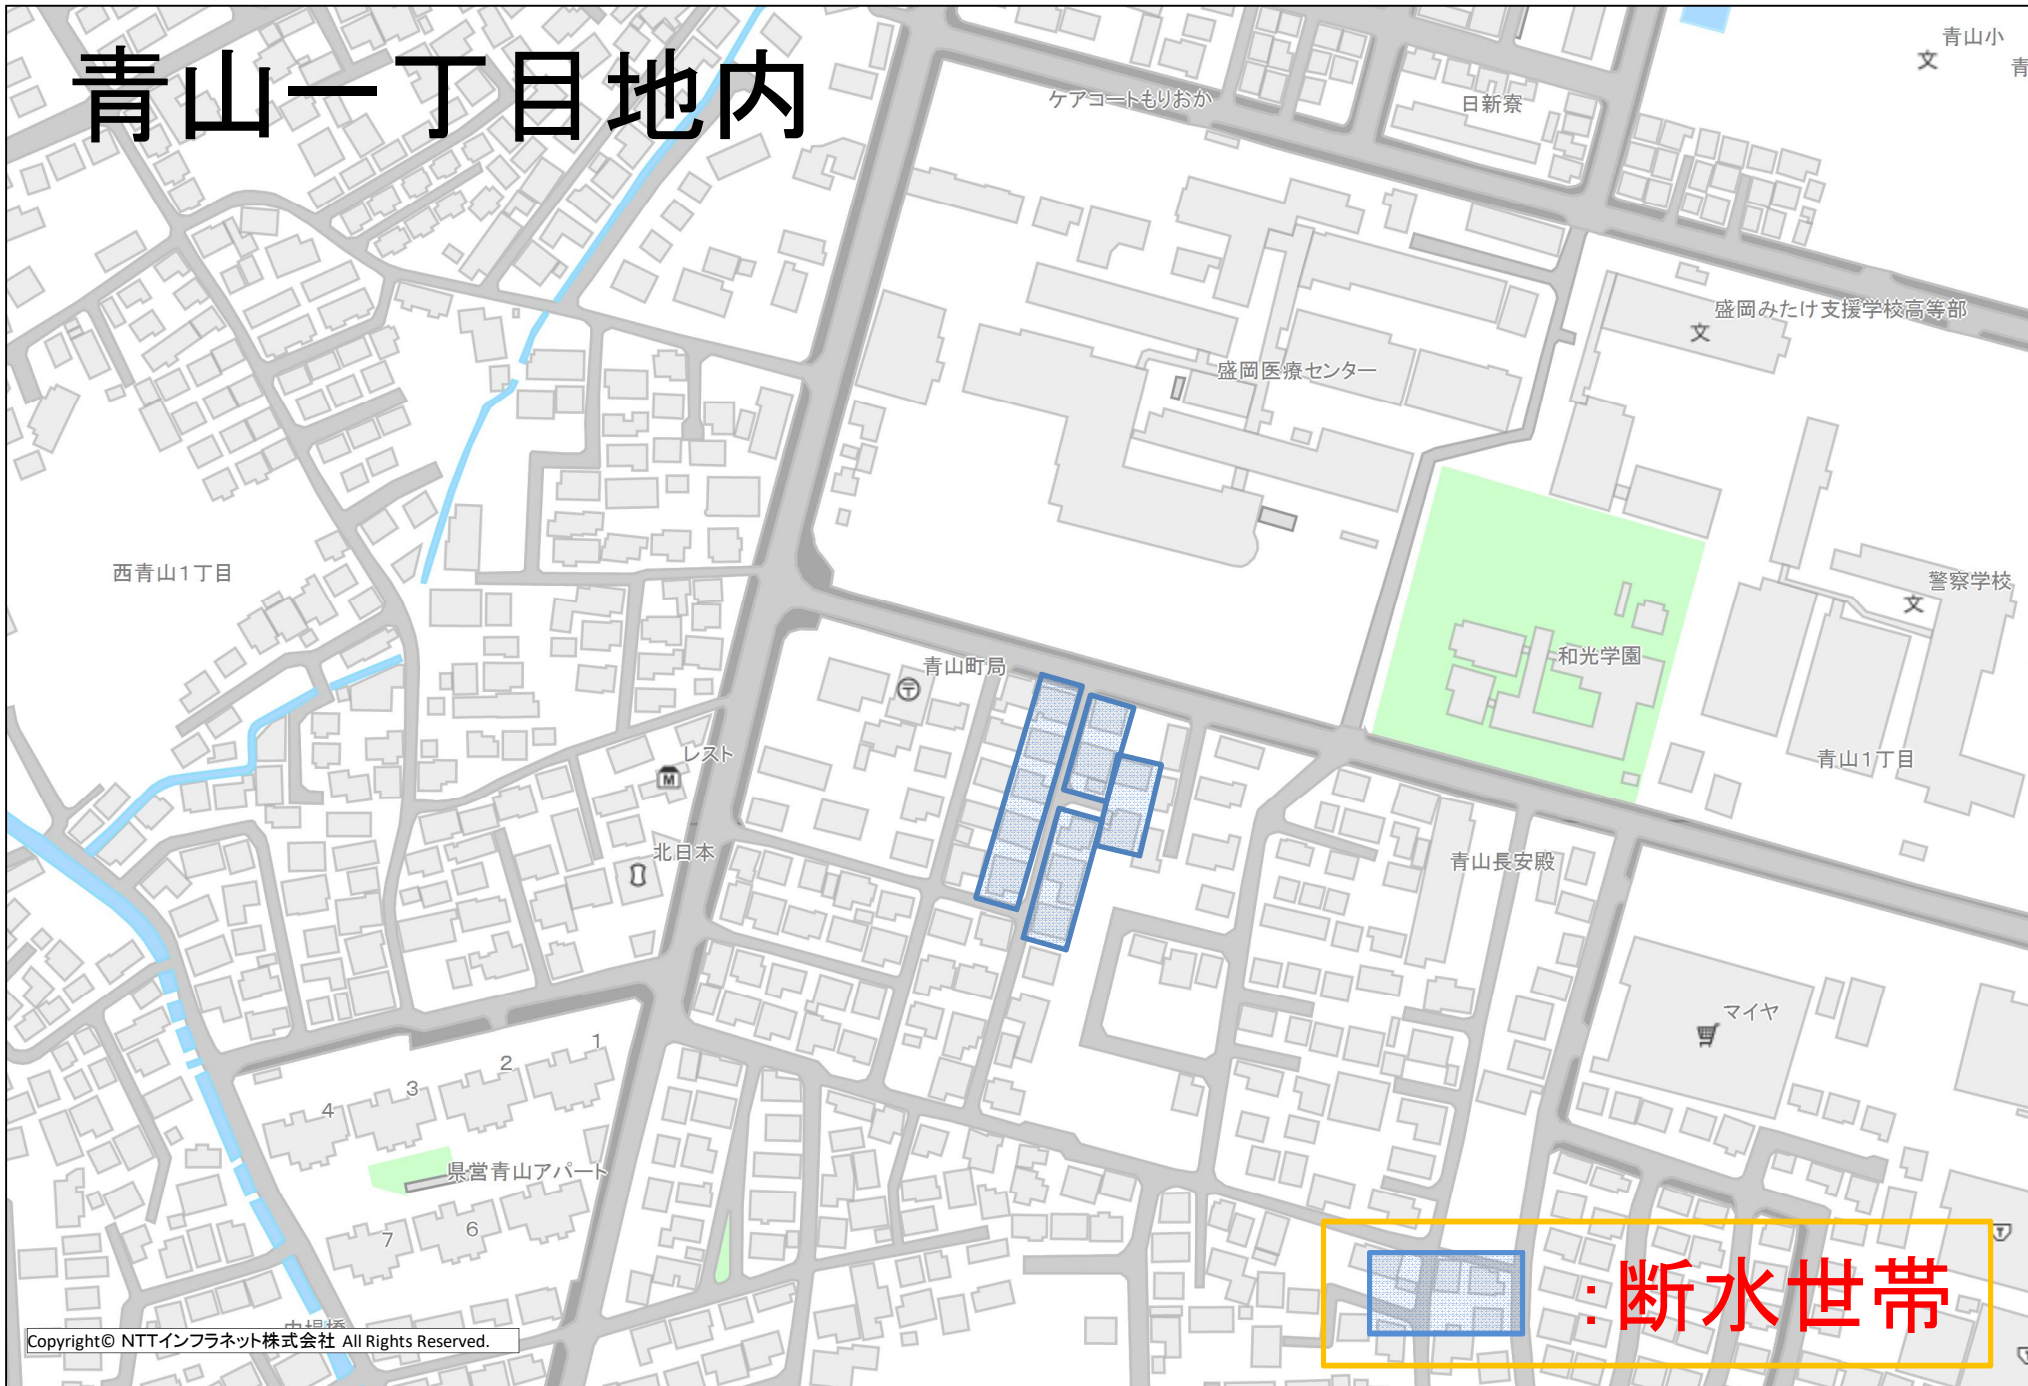 青山一丁目地内
青山小
青
ケアコートもりおか
日新寮
盛岡みたけ支援学校高等部
文
文
盛岡医療センター
西青山1丁目
警察学校
文
和光学園
青山町局
レスト
M
青山1丁目
北日本
青山長安殿
マイヤ
1
2
3
4
県営青山アパート
6
7
:断水世帯
Copyright© NTTインフラネット株式会社 All Rights Reserved.